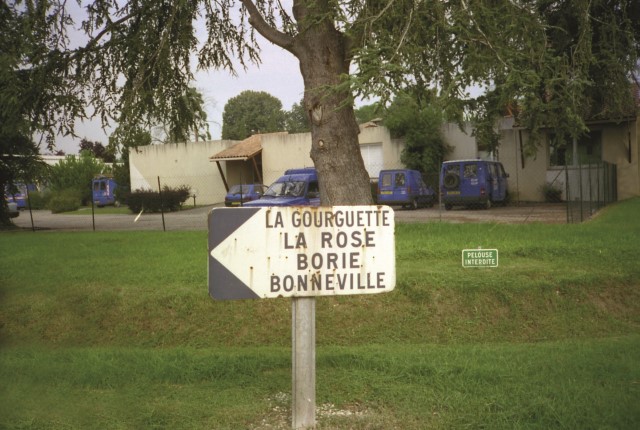 LA GOURGUETTE
LA ROSE
BORIE
BONNEVILLE
PELOUSE
INTERDITE